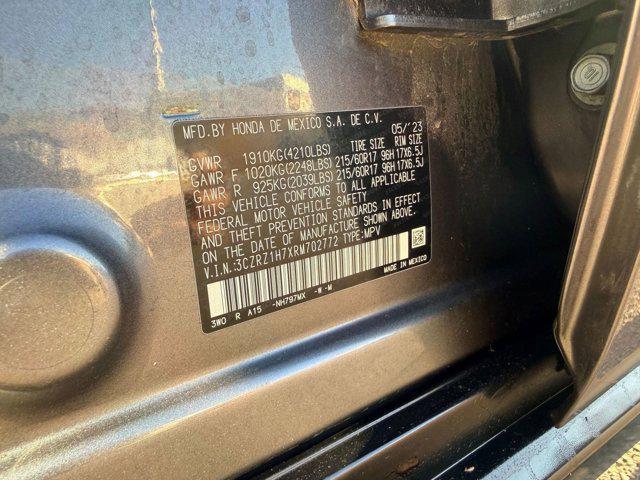 MFD.BY HONDA DE MEXICO S.A. DE C.V.
05/'23
TIRE SIZE RIM SIZE
GVWR 1910KG(4210LBS)
GAWR F 1020KG(2248LBS) 215/60R17 96H 17X6.5J
GAWR R 925KG(2039LBS) 215/60R17 96H 17X6.5J
THIS VEHICLE CONFORMS TO ALL APPLICABLE
FEDERAL MOTOR VEHICLE SAFETY
AND THEFT PREVENTION STANDARDS IN EFFECT
ON THE DATE OF MANUFACTURE SHOWN ABOVE.
V.I.N.:3CZRZ1H7XRM702772 TYPE:MPV
MADE IN MEXICO
3W0 R A15 -NH797MX -W -M